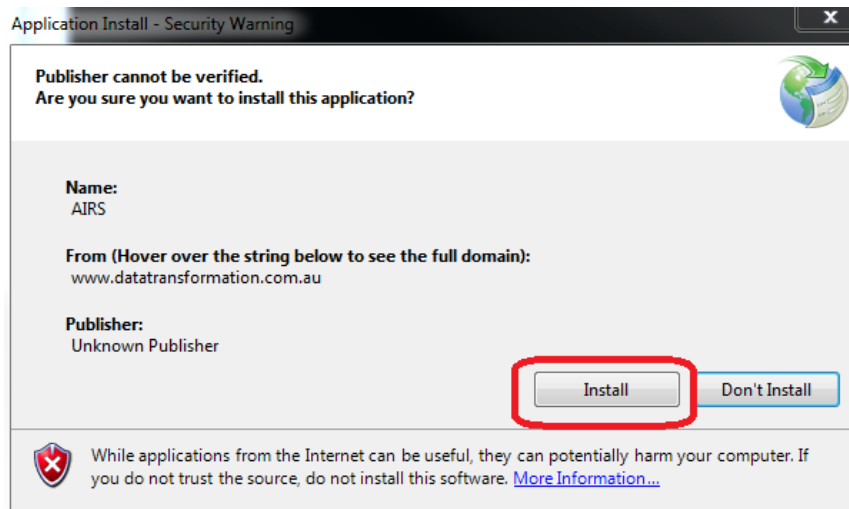 Application Install - Security Warning
x
Publisher cannot be verified.
Are you sure you want to install this application?
Name:
AIRS
From (Hover over the string below to see the full domain):
www.datatransformation.com.au
Publisher:
Unknown Publisher
Install
Don't Install
While applications from the Internet can be useful, they can potentially harm your computer. If
you do not trust the source, do not install this software. More Information...